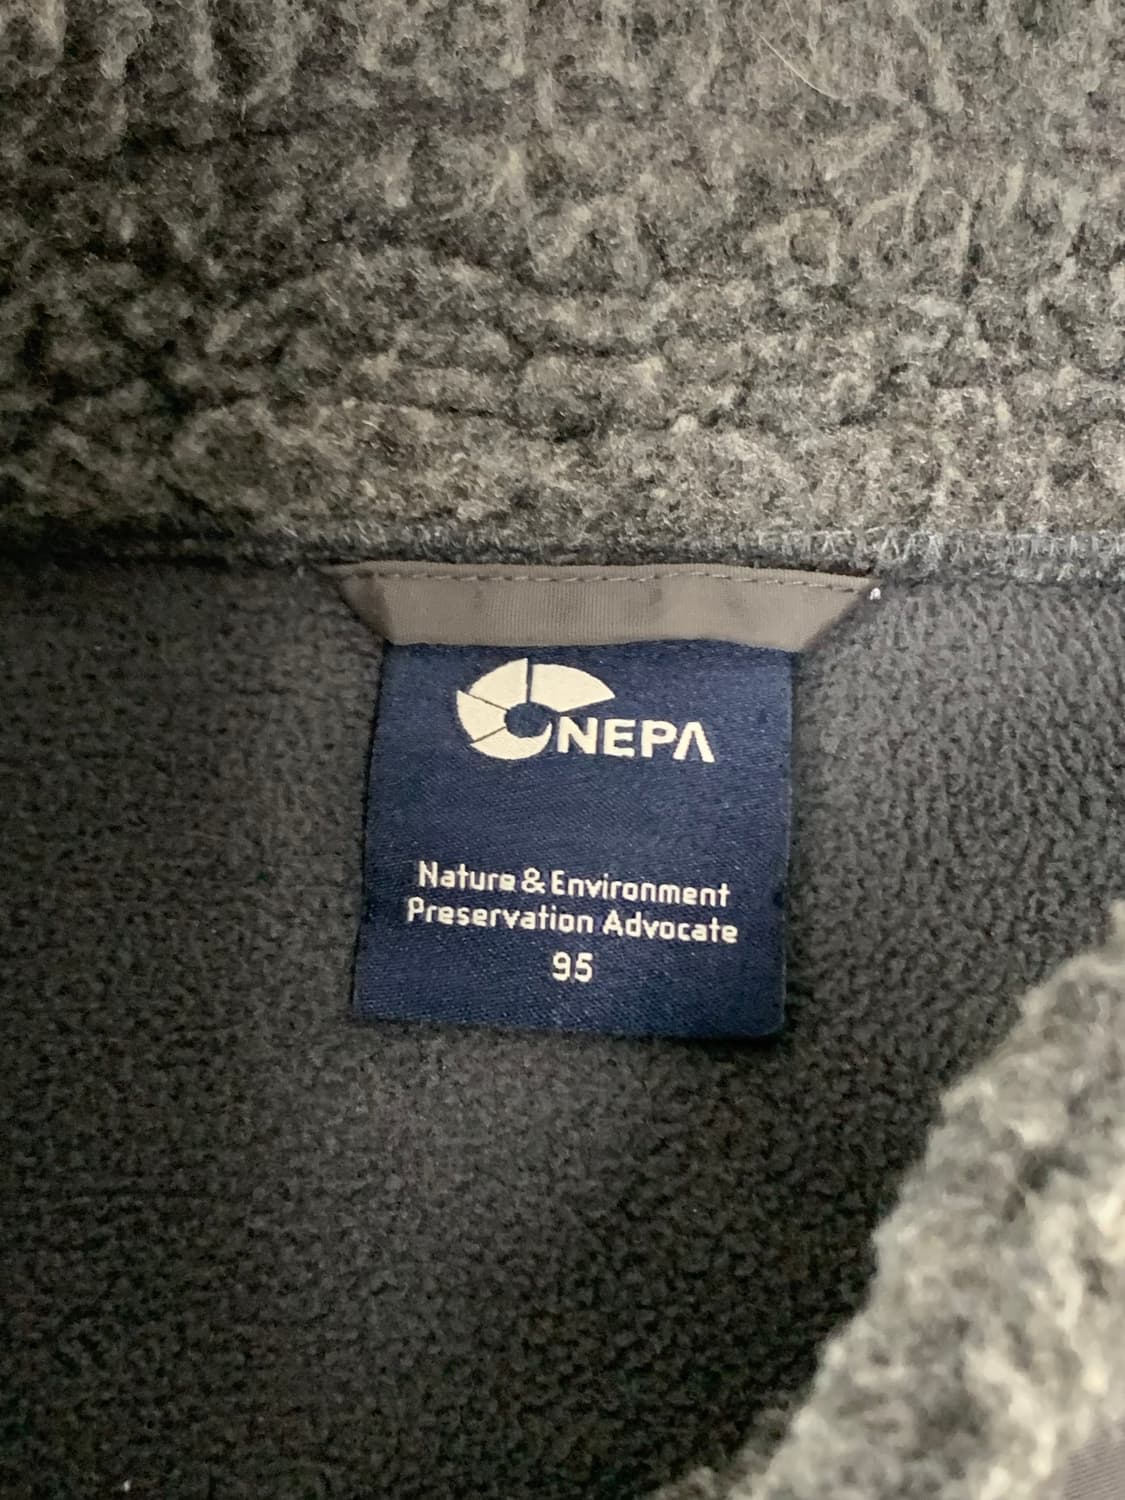 NEPA
Nature & Environment
Preservation Advocate
95